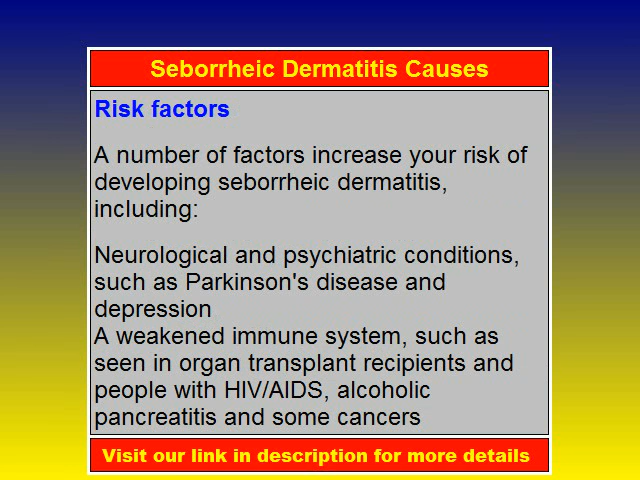 Seborrheic Dermatitis Causes
Risk factors
A number of factors increase your risk of
developing seborrheic dermatitis,
including:
Neurological and psychiatric conditions,
such as Parkinson's disease and
depression
A weakened immune system, such as
seen in organ transplant recipients and
people with HIV/AIDS, alcoholic
pancreatitis and some cancers
Visit our link in description for more details